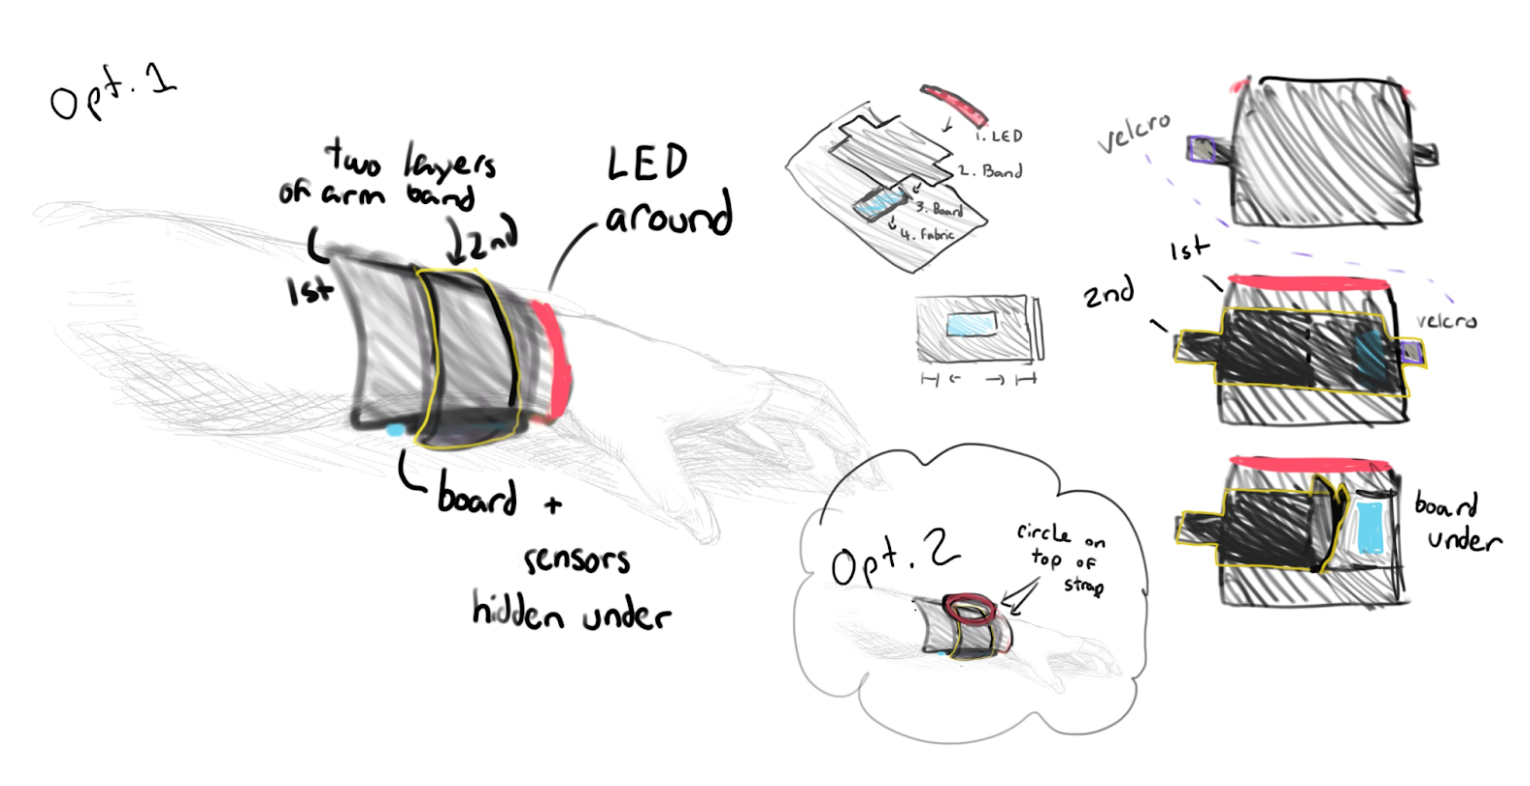 Opt. 1
two layers
of arm band
1st
2nd
LED
around
board +
sensors
hidden under
1. LED
2. Band
3. Board
4. Fabric
velcro
1st
2nd
velcro
board
under
Opt. 2
circle on
top of
strap